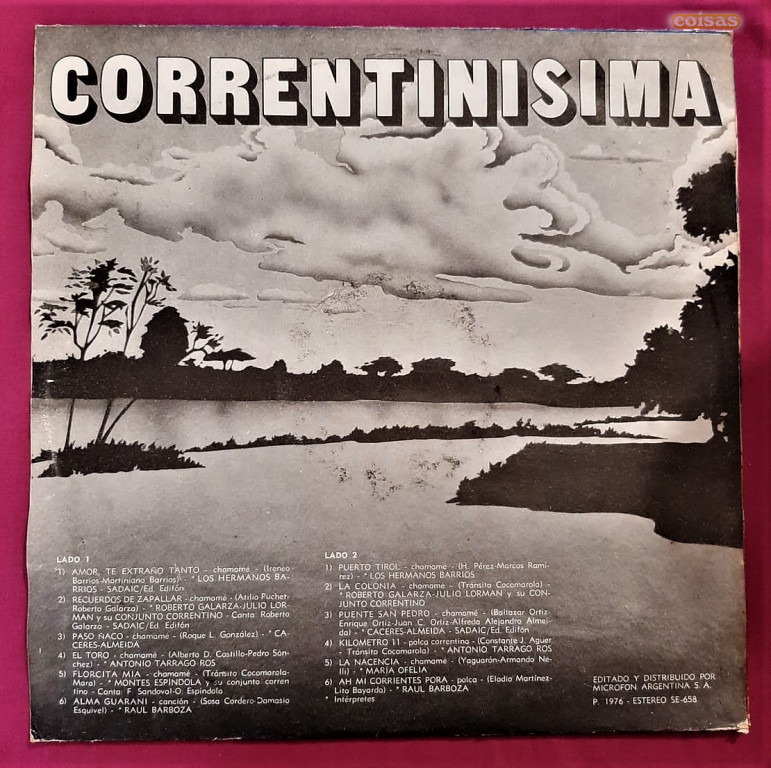 coisas
CORRENTINISIMA
LADO 1
1) AMOR, TE EXTRAÑO TANTO - chamamé - (Ireneo
Barrios-Martiniano Barrios) - * LOS HERMANOS BA-
RRIOS - SADAIC/Ed. Edifón
2) RECUERDOS DE ZAPALLAR - chamamé - (Atilio Puchet-
Roberto Galarza) - * ROBERTO GALARZA-JULIO LOR-
MAN y su CONJUNTO CORRENTINO - Canta: Roberto
Galarza - SADAIC/ Ed. Edifón
3) PASO ÑACO - chamamé - (Roque L. González) - * CA-
CERES-ALMEIDA
4) EL TORO - chamamé - (Alberto D. Castillo-Pedro Sán-
chez) - * ANTONIO TARRAGO ROS
5) FLORCITA MIA - chamamé - (Tránsito Cocomarola-
Mara) - * MONTES ESPINDOLA y su conjunto corren
tino - Canta: F. Sandoval-O. Espíndola
6) ALMA GUARANI - canción - (Sosa Cordero-Damasio
Esquivel) - * RAUL BARBOZA
LADO 2
1) PUERTO TIROL - chamamé - (H. Pérez-Marcos Ramí-
rez) - * LOS HERMANOS BARRIOS
2) LA COLONIA - chamamé - (Tránsito Cocomarola) -
* ROBERTO GALARZA-JULIO LORMAN y su CON-
JUNTO CORRENTINO
3) PUENTE SAN PEDRO - chamamé - (Baltazar Ortiz-
Enrique Ortiz-Juan C. Ortiz-Alfredo Alejandro Almei-
da) - * CACERES-ALMEIDA - SADAIC/Ed. Edifón
4) KILOMETRO 11 - polca correntina - (Constante J. Aguer
- Tránsito Cocomarola) - * ANTONIO TARRAGO ROS
5) LA NACENCIA - chamamé - (Yaguarón-Armando Ne-
lli) - * MARIA OFELIA
6) AH MI CORRIENTES PORA - polca - (Eladio Martínez-
Lito Bayardo) - * RAUL BARBOZA
* Intérpretes
EDITADO Y DISTRIBUIDO POR
MICROFON ARGENTINA S. A.
P. 1976 - ESTEREO SE-658